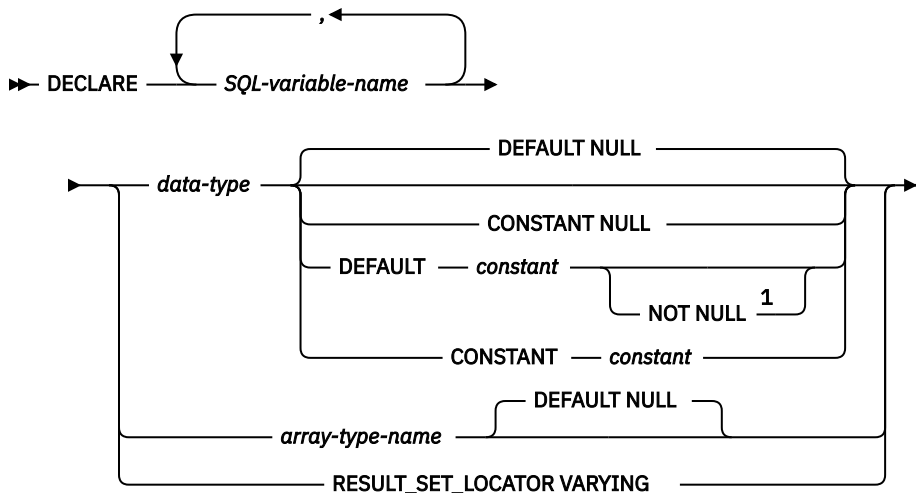 ,
DECLARE SQL-variable-name
DEFAULT NULL
data-type
CONSTANT NULL
DEFAULT constant
NOT NULL 1
CONSTANT constant
DEFAULT NULL
array-type-name
RESULT_SET_LOCATOR VARYING